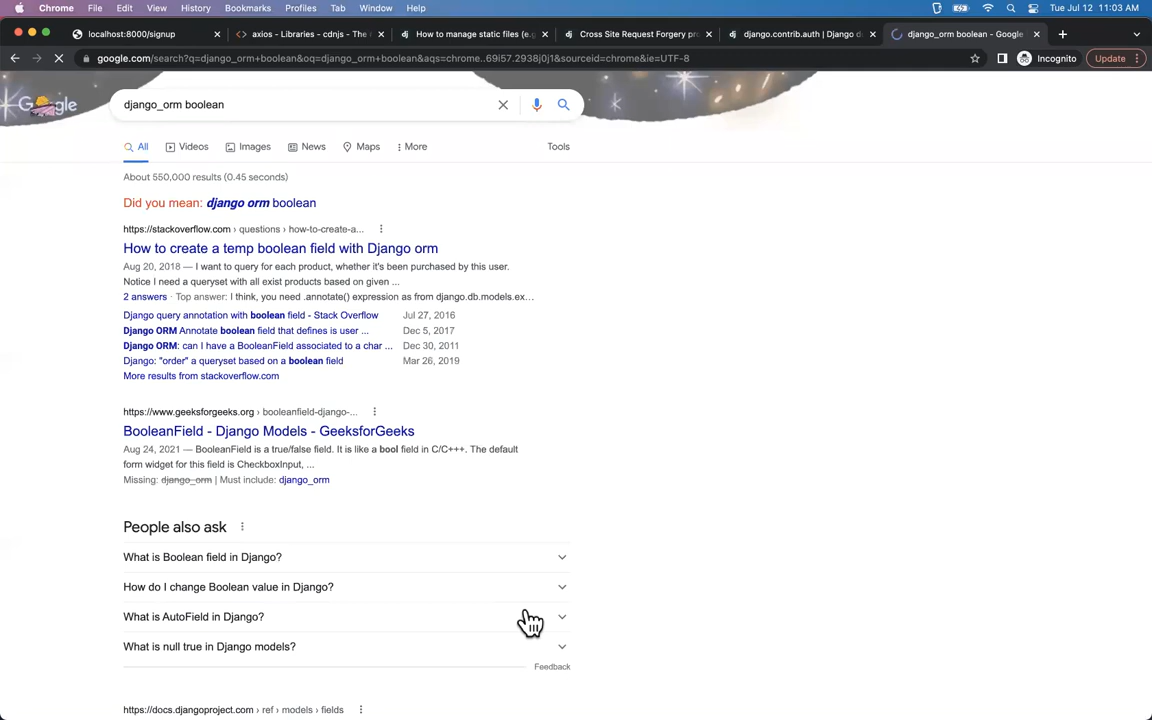 Chrome File Edit View History Bookmarks Profiles Tab Window Help Tue Jul 12 11:03 AM
localhost:8000/signup axios - Libraries - cdnjs - The How to manage static files (e.g Cross Site Request Forgery pro django.contrib.auth | Django d django_orm boolean - Google
google.com/search?q=django_orm+boolean&oq=django_orm+boolean&aqs=chrome..69i57.2938j0j1&sourceid=chrome&ie=UTF-8 Incognito Update
Google django_orm boolean
All Videos Images News Maps More Tools
About 550,000 results (0.45 seconds)
Did you mean: django orm boolean
https://stackoverflow.com › questions › how-to-create-a...
How to create a temp boolean field with Django orm
Aug 20, 2018 — I want to query for each product, whether it's been purchased by this user.
Notice I need a queryset with all exist products based on given ...
2 answers · Top answer: I think, you need .annotate() expression as from django.db.models.ex...
Django query annotation with boolean field - Stack Overflow Jul 27, 2016
Django ORM Annotate boolean field that defines is user ... Dec 5, 2017
Django ORM: can I have a BooleanField associated to a char ... Dec 30, 2011
Django: "order" a queryset based on a boolean field Mar 26, 2019
More results from stackoverflow.com
https://www.geeksforgeeks.org › booleanfield-django-...
BooleanField - Django Models - GeeksforGeeks
Aug 24, 2021 — BooleanField is a true/false field. It is like a bool field in C/C+++. The default
form widget for this field is CheckboxInput, ...
Missing: django_orm | Must include: django_orm
People also ask
What is Boolean field in Django?
How do I change Boolean value in Django?
What is AutoField in Django?
What is null true in Django models?
Feedback
https://docs.djangoproject.com › ref › models › fields